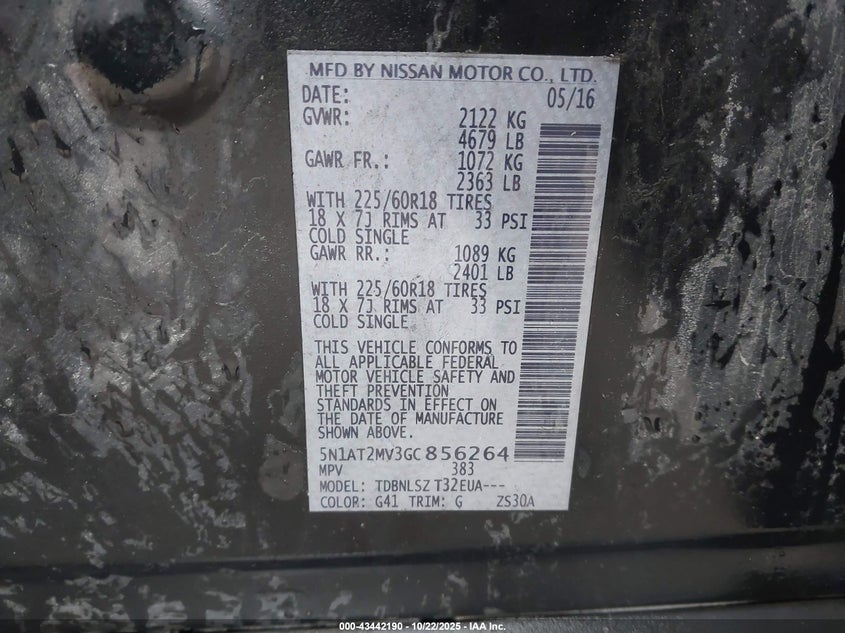 MFD BY NISSAN MOTOR CO., LTD.
DATE: 05/16
GVWR: 2122 KG
4679 LB
GAWR FR.: 1072 KG
2363 LB
WITH 225/60R18 TIRES
18 X 7J RIMS AT 33 PSI
COLD SINGLE
GAWR RR.: 1089 KG
2401 LB
WITH 225/60R18 TIRES
18 X 7J RIMS AT 33 PSI
COLD SINGLE
THIS VEHICLE CONFORMS TO
ALL APPLICABLE FEDERAL
MOTOR VEHICLE SAFETY AND
THEFT PREVENTION
STANDARDS IN EFFECT ON
THE DATE OF MANUFACTURE
SHOWN ABOVE.
5N1AT2MV3GC856264
MPV 383
MODEL: TDBNLSZ T32EUA---
COLOR: G41 TRIM: G ZS30A
000-43442190 - 10/22/2025 - IAA Inc.